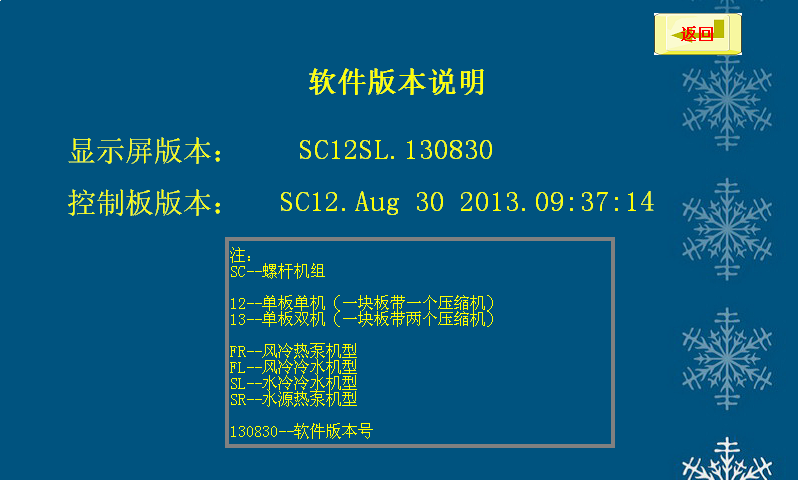 返回
软件版本说明
显示屏版本： SC12SL.130830
控制板版本： SC12.Aug 30 2013.09:37:14
注：
SC--螺杆机组
12--单板单机（一块板带一个压缩机）
13--单板双机（一块板带两个压缩机）
FR--风冷热泵机型
FL--风冷冷水机型
SL--水冷冷水机型
SR--水源热泵机型
130830--软件版本号